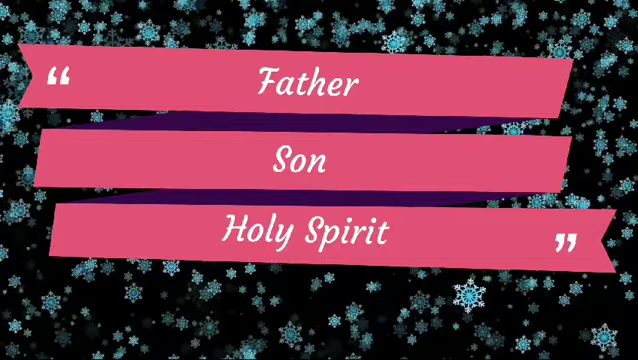 “ Father
Son
Holy Spirit ”